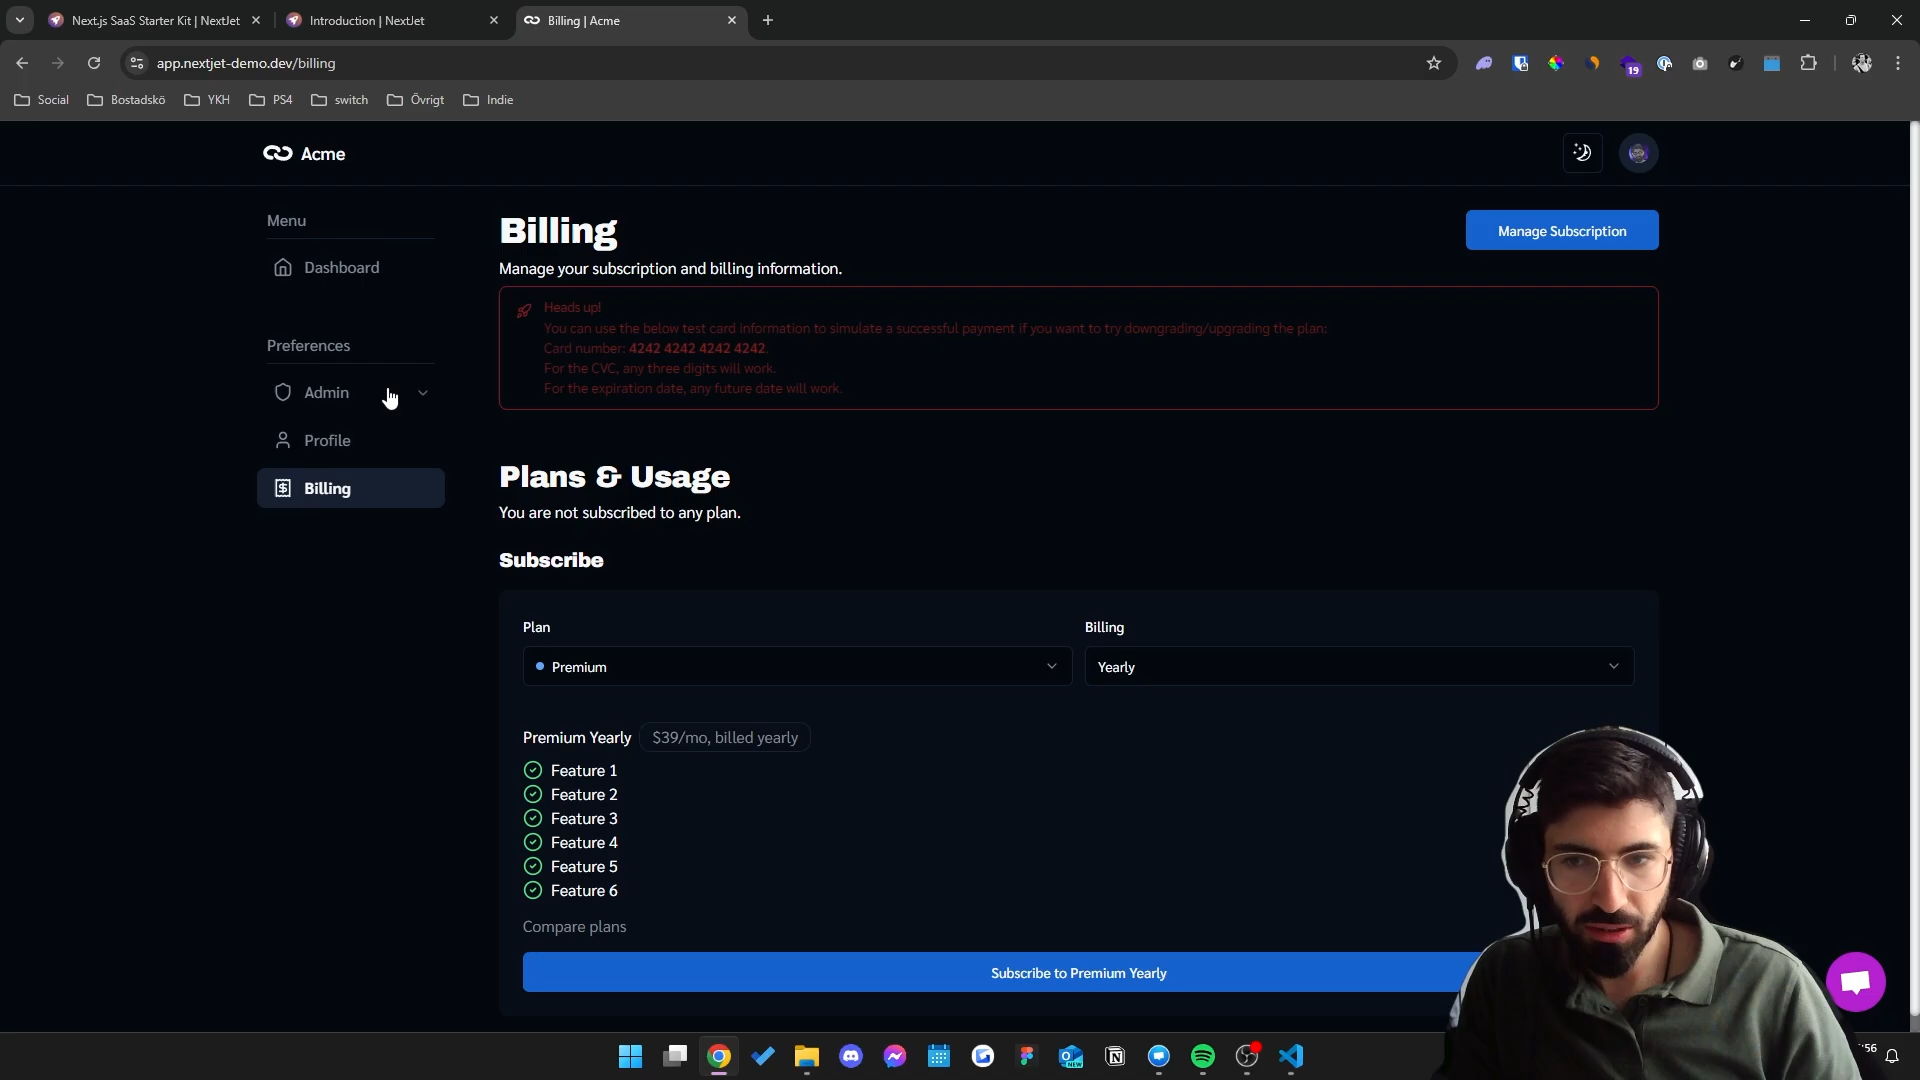 Next.js SaaS Starter Kit | NextJet
Introduction | NextJet
Billing | Acme
app.nextjet-demo.dev/billing
19
Social
Bostadskö
YKH
PS4
switch
Övrigt
Indie
Acme
Menu
Dashboard
Preferences
Admin
Profile
Billing
Billing
Manage Subscription
Manage your subscription and billing information.
Heads up!
You can use the below test card information to simulate a successful payment if you want to try downgrading/upgrading the plan:
Card number: 4242 4242 4242 4242.
For the CVC, any three digits will work.
For the expiration date, any future date will work.
Plans & Usage
You are not subscribed to any plan.
Subscribe
Plan
Billing
Premium
Yearly
Premium Yearly
$39/mo, billed yearly
Feature 1
Feature 2
Feature 3
Feature 4
Feature 5
Feature 6
Compare plans
Subscribe to Premium Yearly
NEW
:56